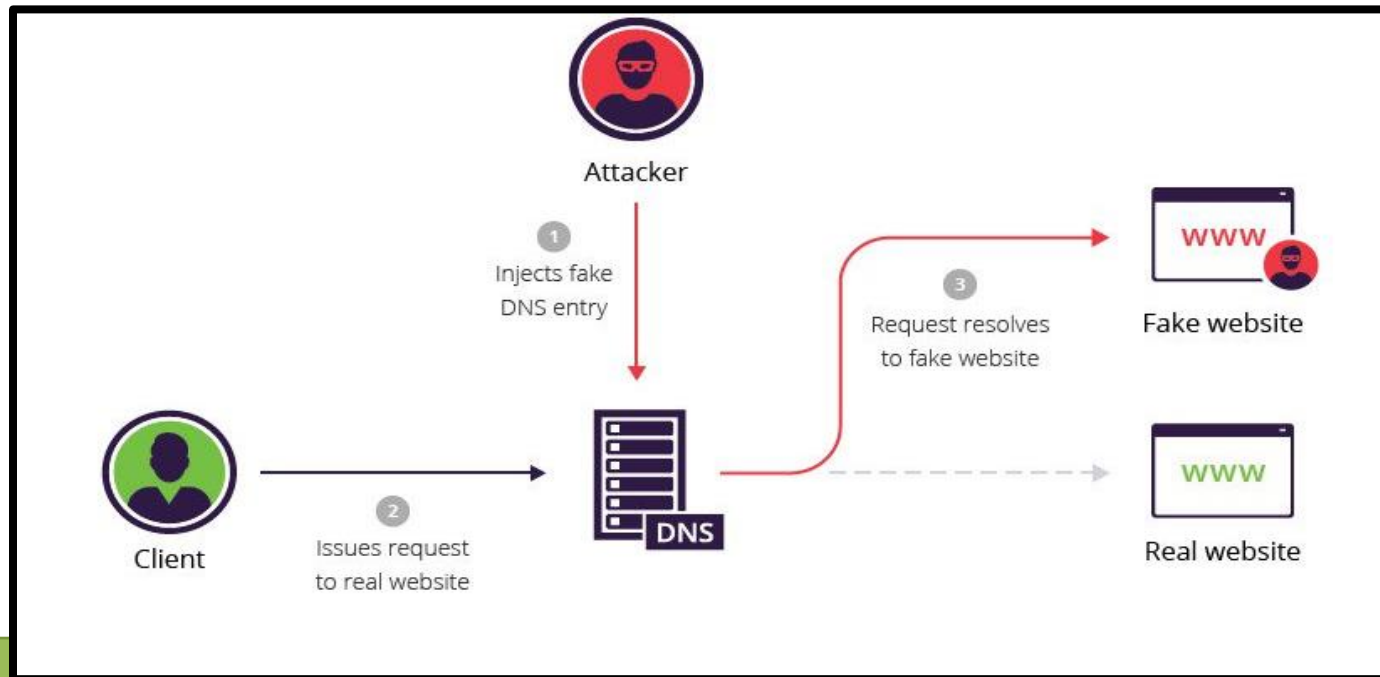 Attacker
1
Injects fake
DNS entry
3
Request resolves
to fake website
www
Fake website
Client
2
Issues request
to real website
DNS
www
Real website